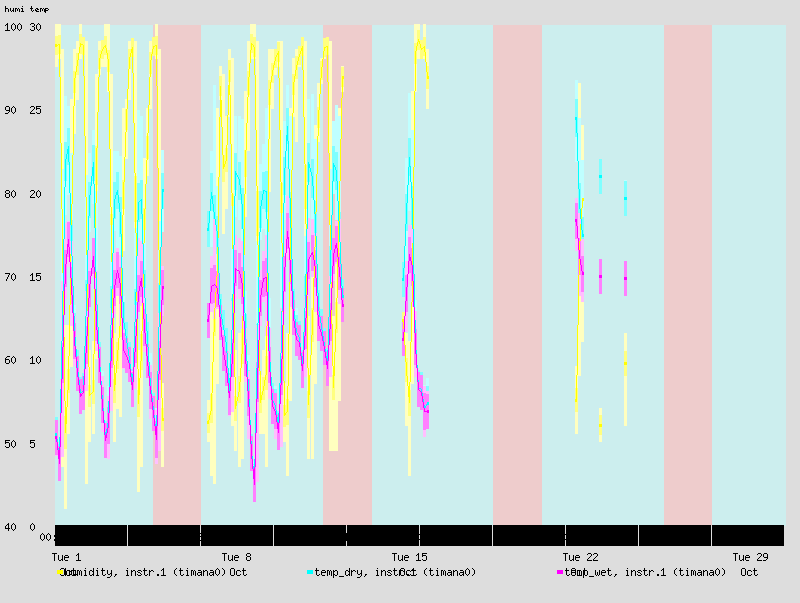 humi temp
100 30
90 25
80 20
70 15
60 10
50 5
40 0
00:
Tue 1 Tue 8 Tue 15 Tue 22 Tue 29
humidity, instr.1 (timana0) Oct temp_dry, instr.1 (timana0) temp_wet, instr.1 (timana0) Oct